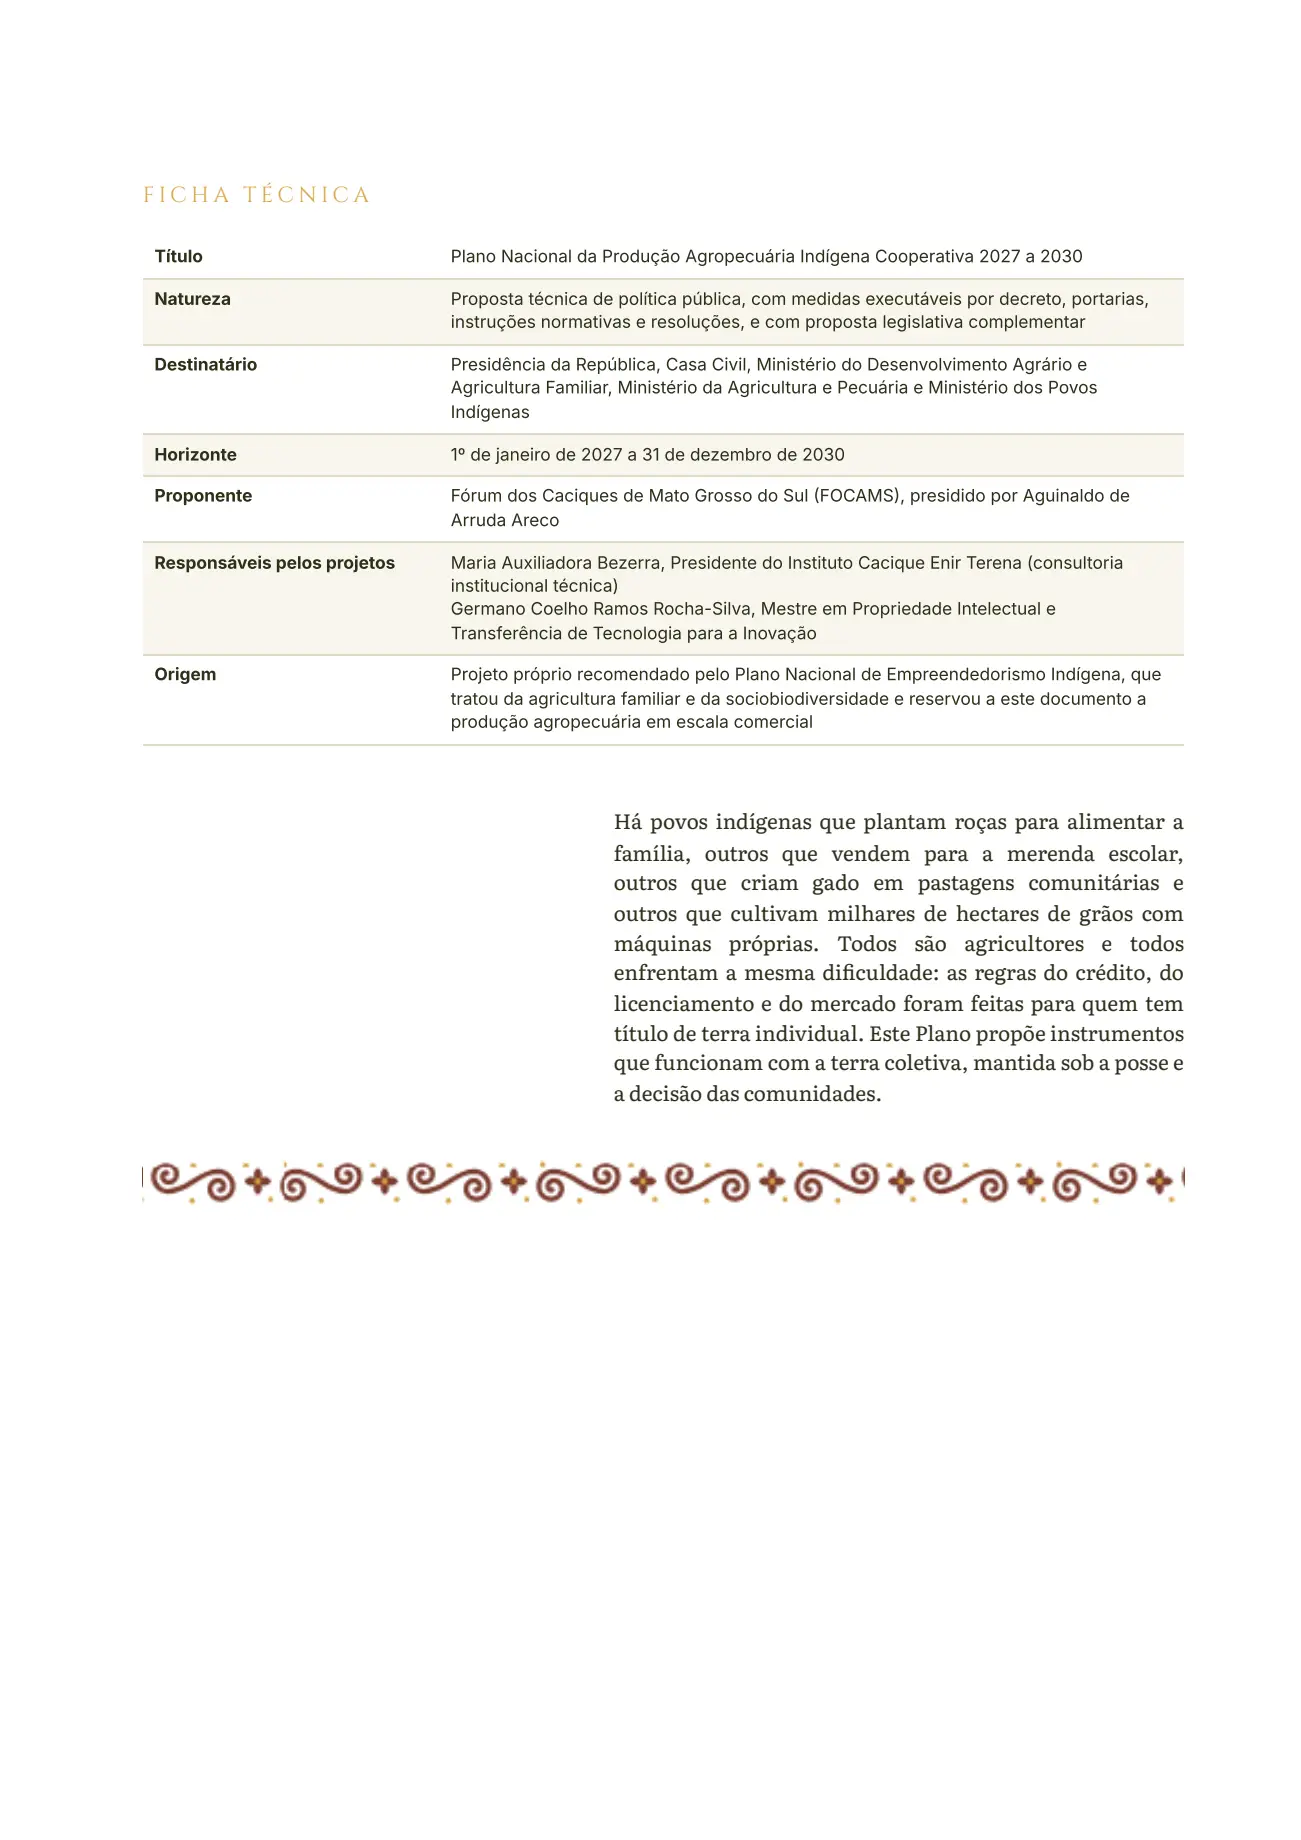 FICHA TÉCNICA
Título
Plano Nacional da Produção Agropecuária Indígena Cooperativa 2027 a 2030
Natureza
Proposta técnica de política pública, com medidas executáveis por decreto, portarias,
instruções normativas e resoluções, e com proposta legislativa complementar
Destinatário
Presidência da República, Casa Civil, Ministério do Desenvolvimento Agrário e
Agricultura Familiar, Ministério da Agricultura e Pecuária e Ministério dos Povos
Indígenas
Horizonte
1º de janeiro de 2027 a 31 de dezembro de 2030
Proponente
Fórum dos Caciques de Mato Grosso do Sul (FOCAMS), presidido por Aguinaldo de
Arruda Areco
Responsáveis pelos projetos
Maria Auxiliadora Bezerra, Presidente do Instituto Cacique Enir Terena (consultoria
institucional técnica)
Germano Coelho Ramos Rocha-Silva, Mestre em Propriedade Intelectual e
Transferência de Tecnologia para a Inovação
Origem
Projeto próprio recomendado pelo Plano Nacional de Empreendedorismo Indígena, que
tratou da agricultura familiar e da sociobiodiversidade e reservou a este documento a
produção agropecuária em escala comercial
Há povos indígenas que plantam roças para alimentar a
família, outros que vendem para a merenda escolar,
outros que criam gado em pastagens comunitárias e
outros que cultivam milhares de hectares de grãos com
máquinas próprias. Todos são agricultores e todos
enfrentam a mesma dificuldade: as regras do crédito, do
licenciamento e do mercado foram feitas para quem tem
título de terra individual. Este Plano propõe instrumentos
que funcionam com a terra coletiva, mantida sob a posse e
a decisão das comunidades.